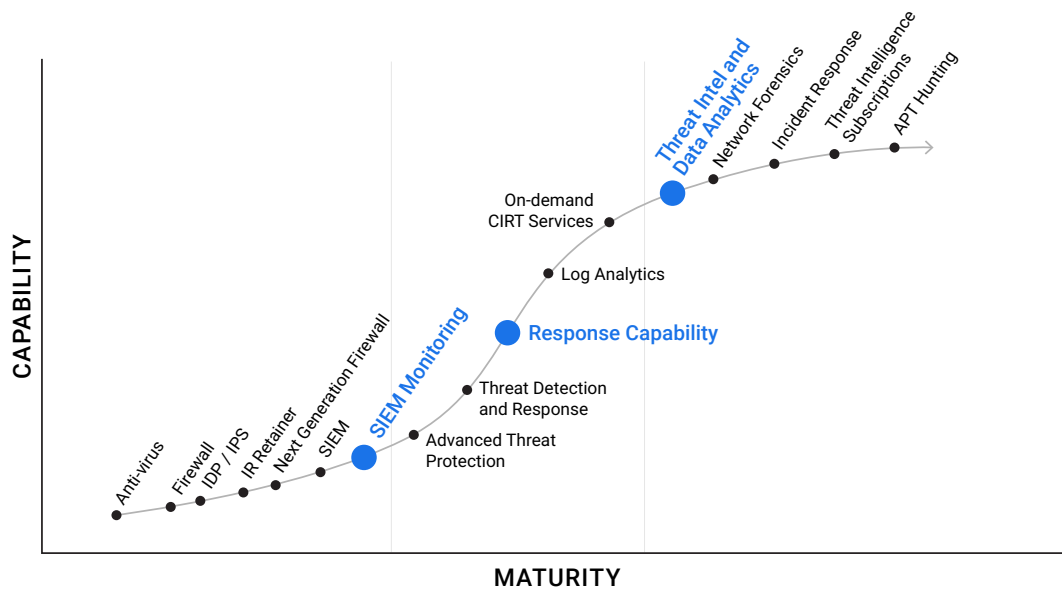 CAPABILITY
Anti-virus
Firewall
IDP / IPS
IR Retainer
Next Generation Firewall
SIEM
SIEM Monitoring
Advanced Threat
Protection
Threat Detection
and Response
Response Capability
Log Analytics
On-demand
CIRT Services
Threat Intel and
Data Analytics
Network Forensics
Incident Response
Threat Intelligence
Subscriptions
APT Hunting
MATURITY